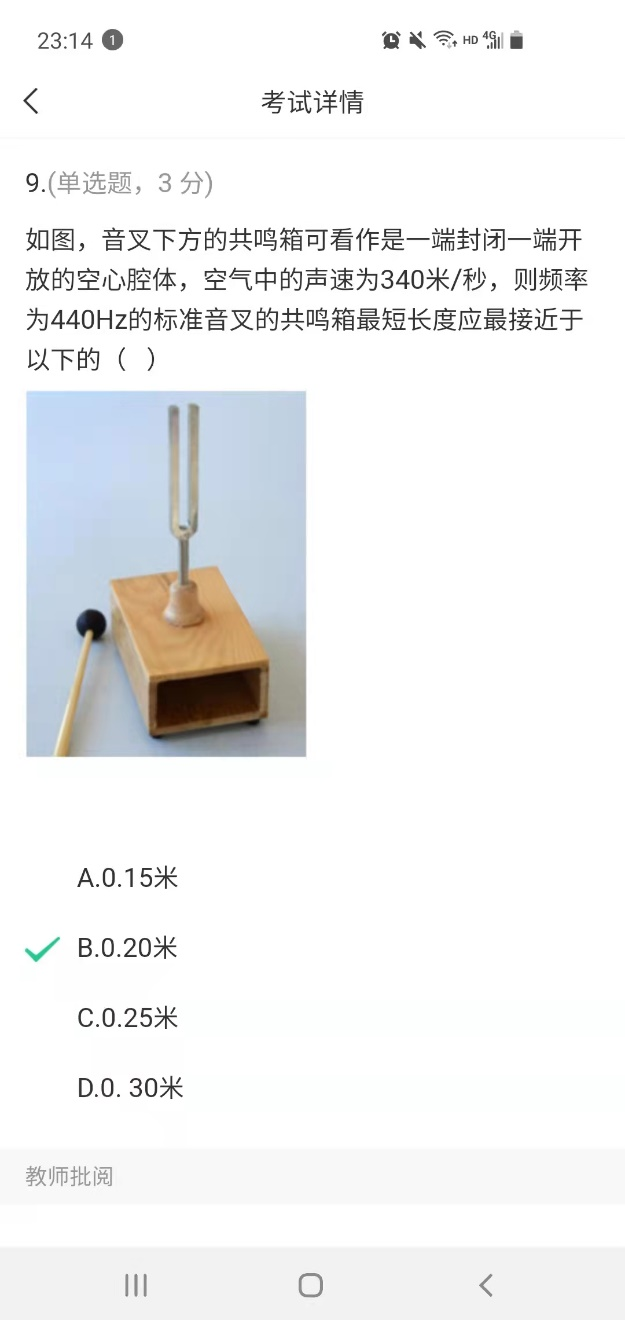 23:14 1 HD 4G
考试详情
9.(单选题，3 分)
如图，音叉下方的共鸣箱可看作是一端封闭一端开
放的空心腔体，空气中的声速为340米/秒，则频率
为440Hz的标准音叉的共鸣箱最短长度应最接近于
以下的（ ）
A.0.15米
B.0.20米
C.0.25米
D.0. 30米
教师批阅